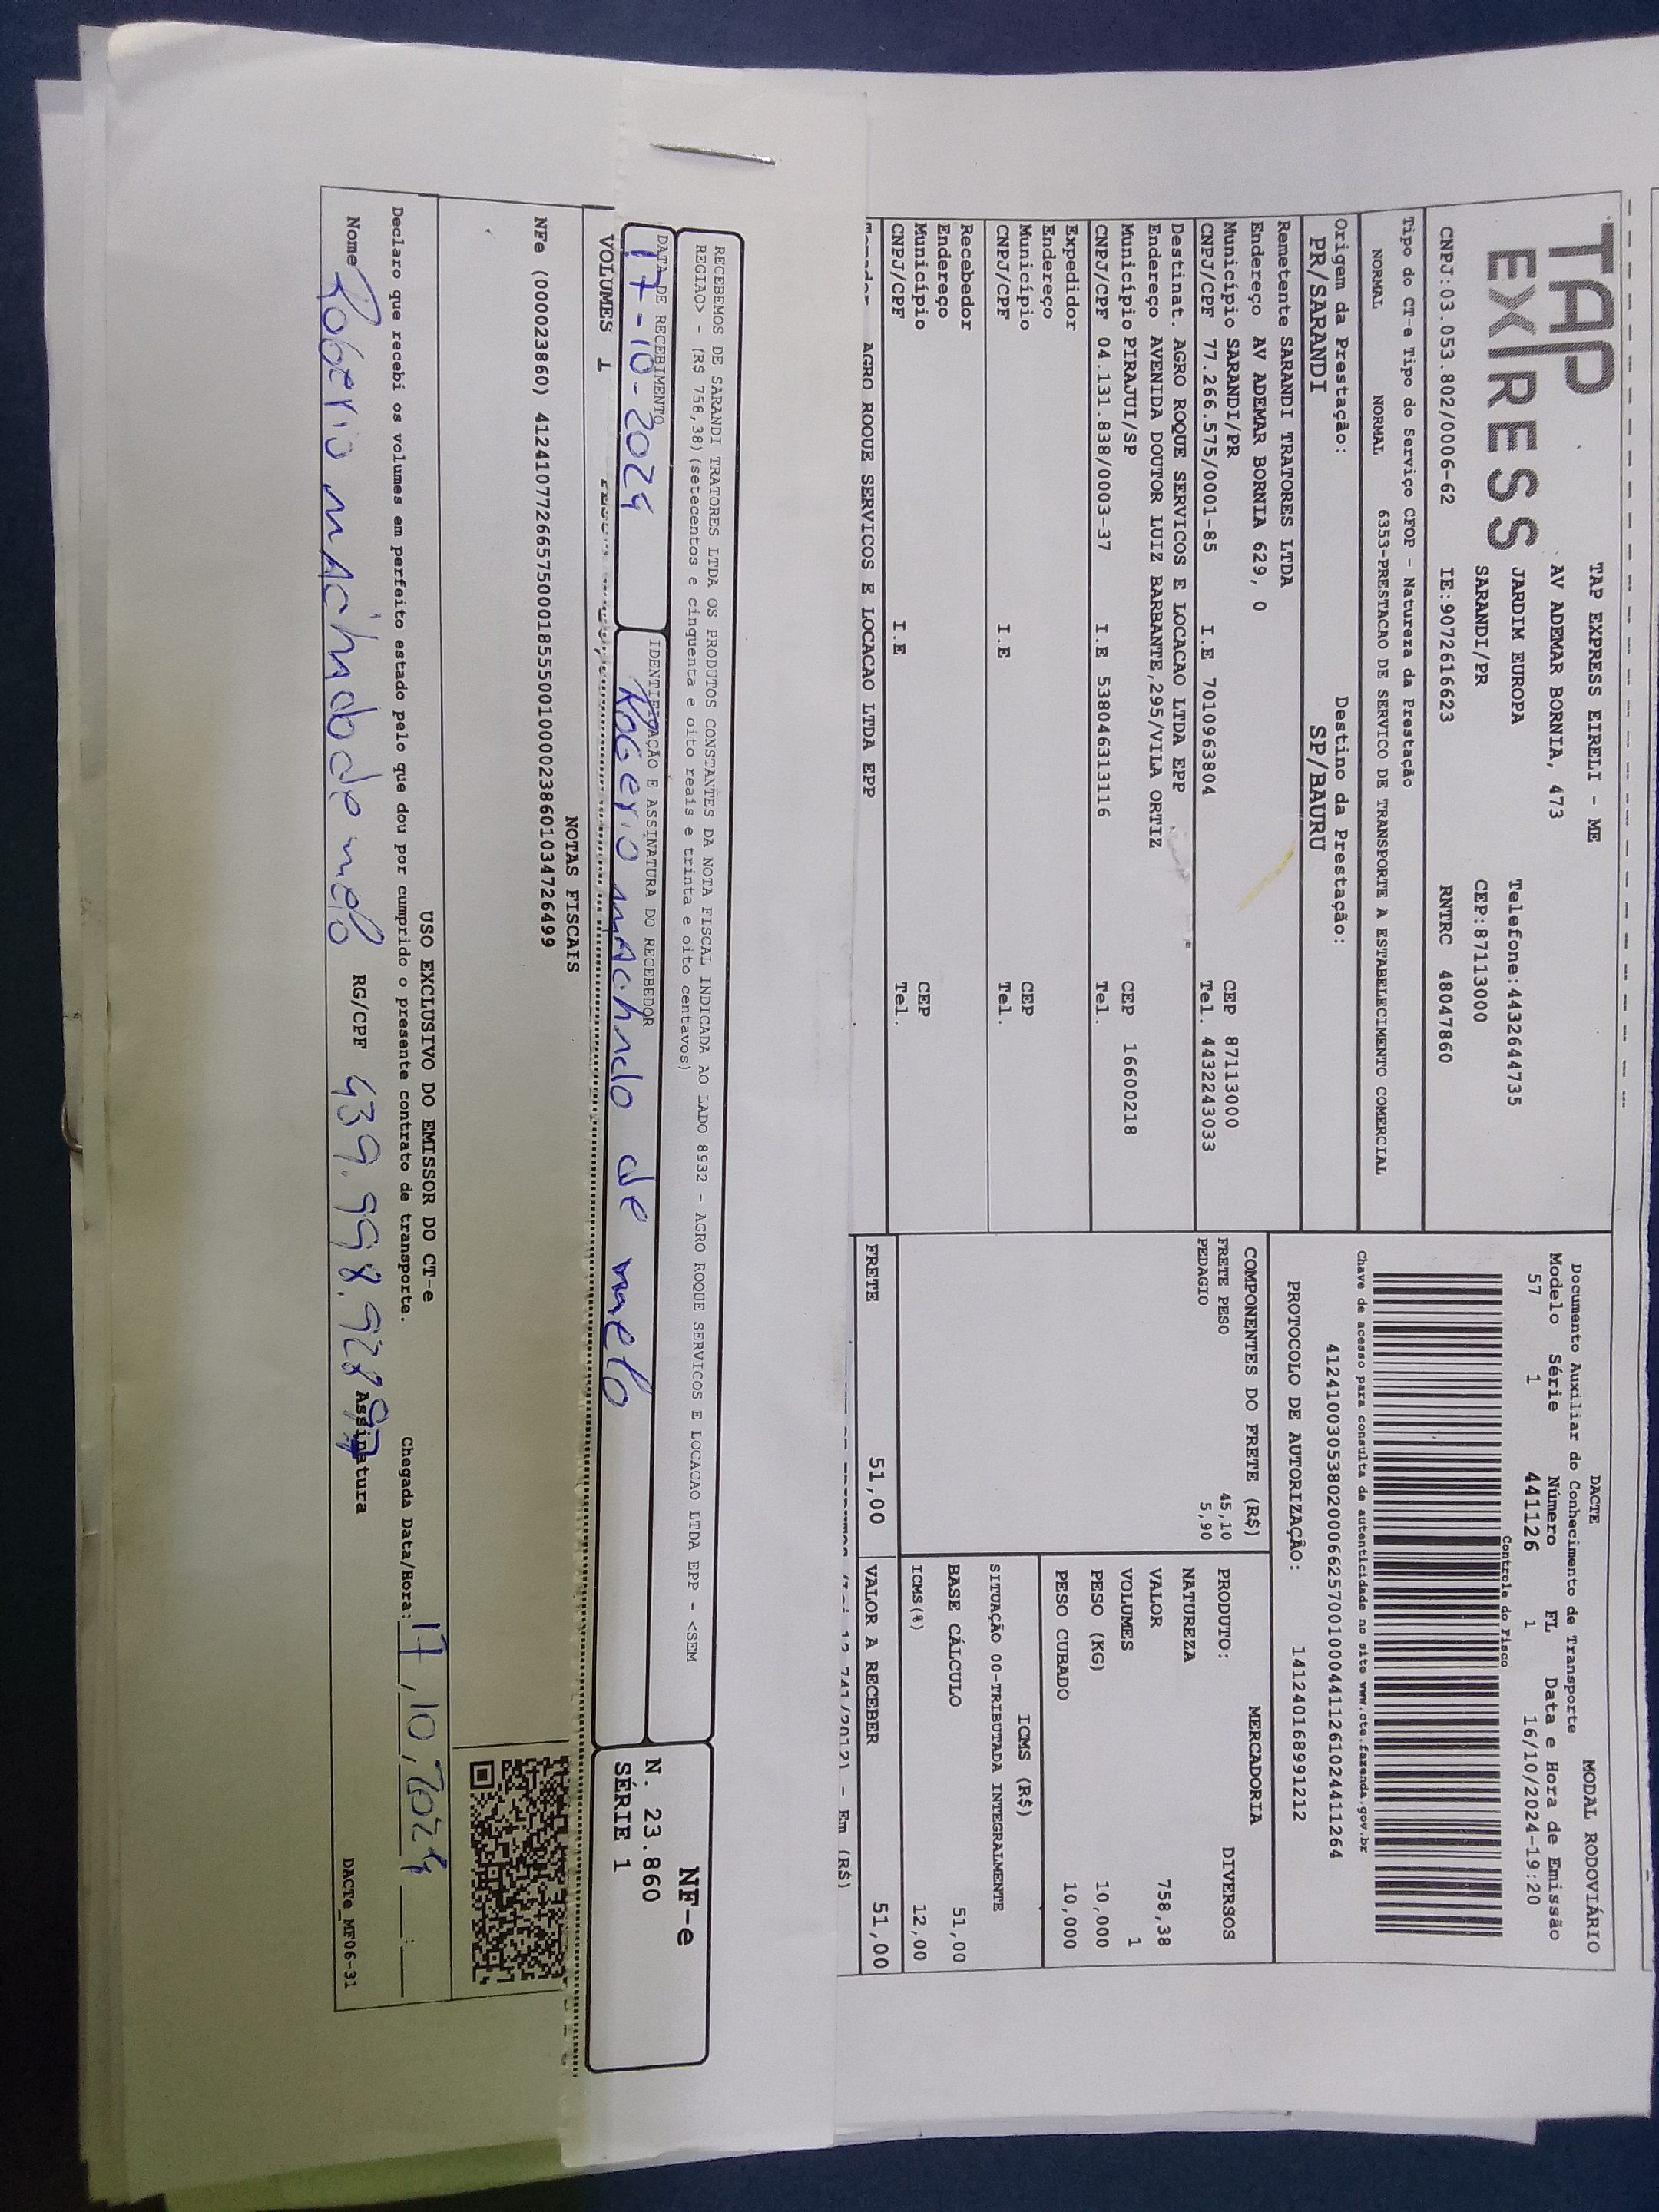 TAP EXPRESS
TAP EXPRESS EIRELI - ME
AV ADEMAR BORNIA, 473
JARDIM EUROPA Telefone:4432644735
SARANDI/PR CEP:87113000
CNPJ:03.053.802/0006-62 IE:9072616623 RNTRC 48047860
Tipo do CT-e Tipo do Serviço CFOP - Natureza da Prestação
NORMAL NORMAL 6353-PRESTACAO DE SERVICO DE TRANSPORTE A ESTABELECIMENTO COMERCIAL
Origem da Prestação: Destino da Prestação:
PR/SARANDI SP/BAURU
Remetente SARANDI TRATORES LTDA
Endereço AV ADEMAR BORNIA 629, 0
Município SARANDI/PR CEP 87113000
CNPJ/CPF 77.266.575/0001-85 I.E 7010963804 Tel. 443224303​3
Destinat. AGRO ROQUE SERVICOS E LOCACAO LTDA EPP
Endereço AVENIDA DOUTOR LUIZ BARBANTE,295/VILA ORTIZ
Município PIRAJUI/SP CEP 16600218
CNPJ/CPF 04.131.838/0003-37 I.E 538046313116 Tel.
Expedidor
Endereço
Município CEP
CNPJ/CPF I.E Tel.
Recebedor
Endereço
Município CEP
CNPJ/CPF I.E Tel.
AGRO ROQUE SERVICOS E LOCACAO LTDA EPP
DACTE MODAL RODOVIÁRIO
Documento Auxiliar do Conhecimento de Transporte
Modelo Série Número FL Data e Hora de Emissão
57 1 441126 1 16/10/2024-19:20
Controle do Fisco
Chave de acesso para consulta de autenticidade no site www.cte.fazenda.gov.br
41241003053802000662570010004411261024411264
PROTOCOLO DE AUTORIZAÇÃO: 141240168991212
COMPONENTES DO FRETE (R$)
FRETE PESO 45,10
PEDAGIO 5,90
MERCADORIA
PRODUTO: DIVERSOS
NATUREZA
VALOR 758,38
VOLUMES 1
PESO (KG) 10,000
PESO CUBADO 10,000
ICMS (R$)
SITUAÇÃO 00-TRIBUTADA INTEGRALMENTE
BASE CÁLCULO 51,00
ICMS(%) 12,00
FRETE 51,00 VALOR A RECEBER 51,00
RECEBEMOS DE SARANDI TRATORES LTDA OS PRODUTOS CONSTANTES DA NOTA FISCAL INDICADA AO LADO 8932 - AGRO ROQUE SERVICOS E LOCACAO LTDA EPP - <SEM
REGIAO> - (R$ 758,38)(setecentos e cinquenta e oito reais e trinta e oito centavos)
DATA DE RECEBIMENTO IDENTIFICAÇÃO E ASSINATURA DO RECEBEDOR
17-10-2024 Rogerio machado de melo
NF-e
N. 23.860
SÉRIE 1
VOLUMES 1
NOTAS FISCAIS
NFe (000023860) 41241077266575000185550010000238601034726499
USO EXCLUSIVO DO EMISSOR DO CT-e
Declaro que recebi os volumes em perfeito estado pelo que dou por cumprido o presente contrato de transporte. Chegada Data/Hora: 17/10/2024 __:__
Nome Rogerio machado de melo RG/CPF 439.998.928 Assinatura
DACTe_MF06-31